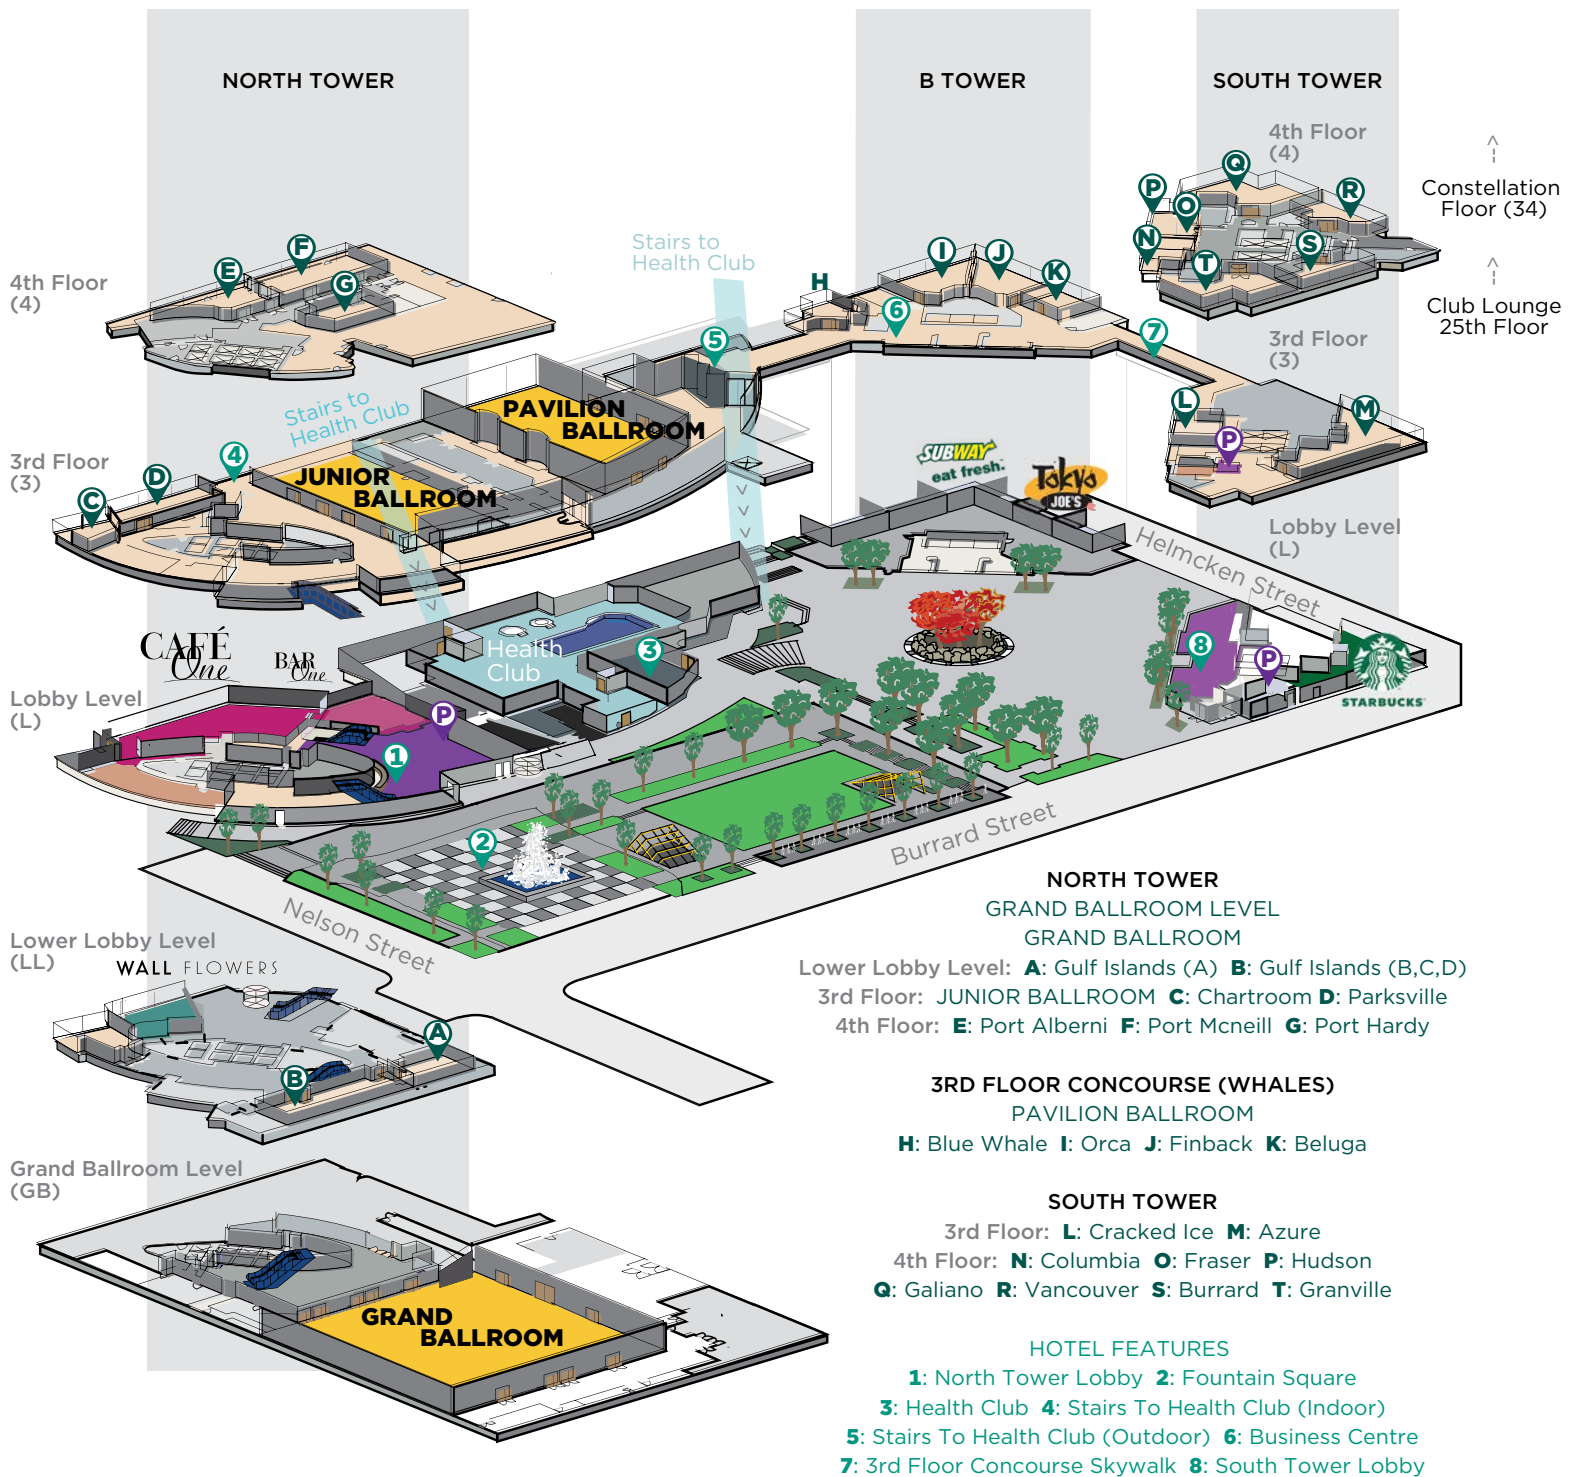 NORTH TOWER
B TOWER
SOUTH TOWER
4th Floor
(4)
Constellation
Floor (34)
Club Lounge
25th Floor
P
Q
R
O
N
S
T
Stairs to
Health Club
4th Floor
(4)
E
F
G
H
I
J
K
6
7
5
3rd Floor
(3)
L
M
P
PAVILION
BALLROOM
Stairs to
Health Club
3rd Floor
(3)
4
C
D
JUNIOR
BALLROOM
SUBWAY
eat fresh.
Tokyo
JOE'S
Lobby Level
(L)
Helmcken Street
CAFÉ
One
BAR
One
Health
Club
3
8
P
STARBUCKS
Lobby Level
(L)
P
1
2
Burrard Street
Nelson Street
Lower Lobby Level
(LL)
WALL FLOWERS
A
B
Grand Ballroom Level
(GB)
GRAND
BALLROOM
NORTH TOWER
GRAND BALLROOM LEVEL
GRAND BALLROOM
Lower Lobby Level: A: Gulf Islands (A) B: Gulf Islands (B,C,D)
3rd Floor: JUNIOR BALLROOM C: Chartroom D: Parksville
4th Floor: E: Port Alberni F: Port Mcneill G: Port Hardy
3RD FLOOR CONCOURSE (WHALES)
PAVILION BALLROOM
H: Blue Whale I: Orca J: Finback K: Beluga
SOUTH TOWER
3rd Floor: L: Cracked Ice M: Azure
4th Floor: N: Columbia O: Fraser P: Hudson
Q: Galiano R: Vancouver S: Burrard T: Granville
HOTEL FEATURES
1: North Tower Lobby 2: Fountain Square
3: Health Club 4: Stairs To Health Club (Indoor)
5: Stairs To Health Club (Outdoor) 6: Business Centre
7: 3rd Floor Concourse Skywalk 8: South Tower Lobby